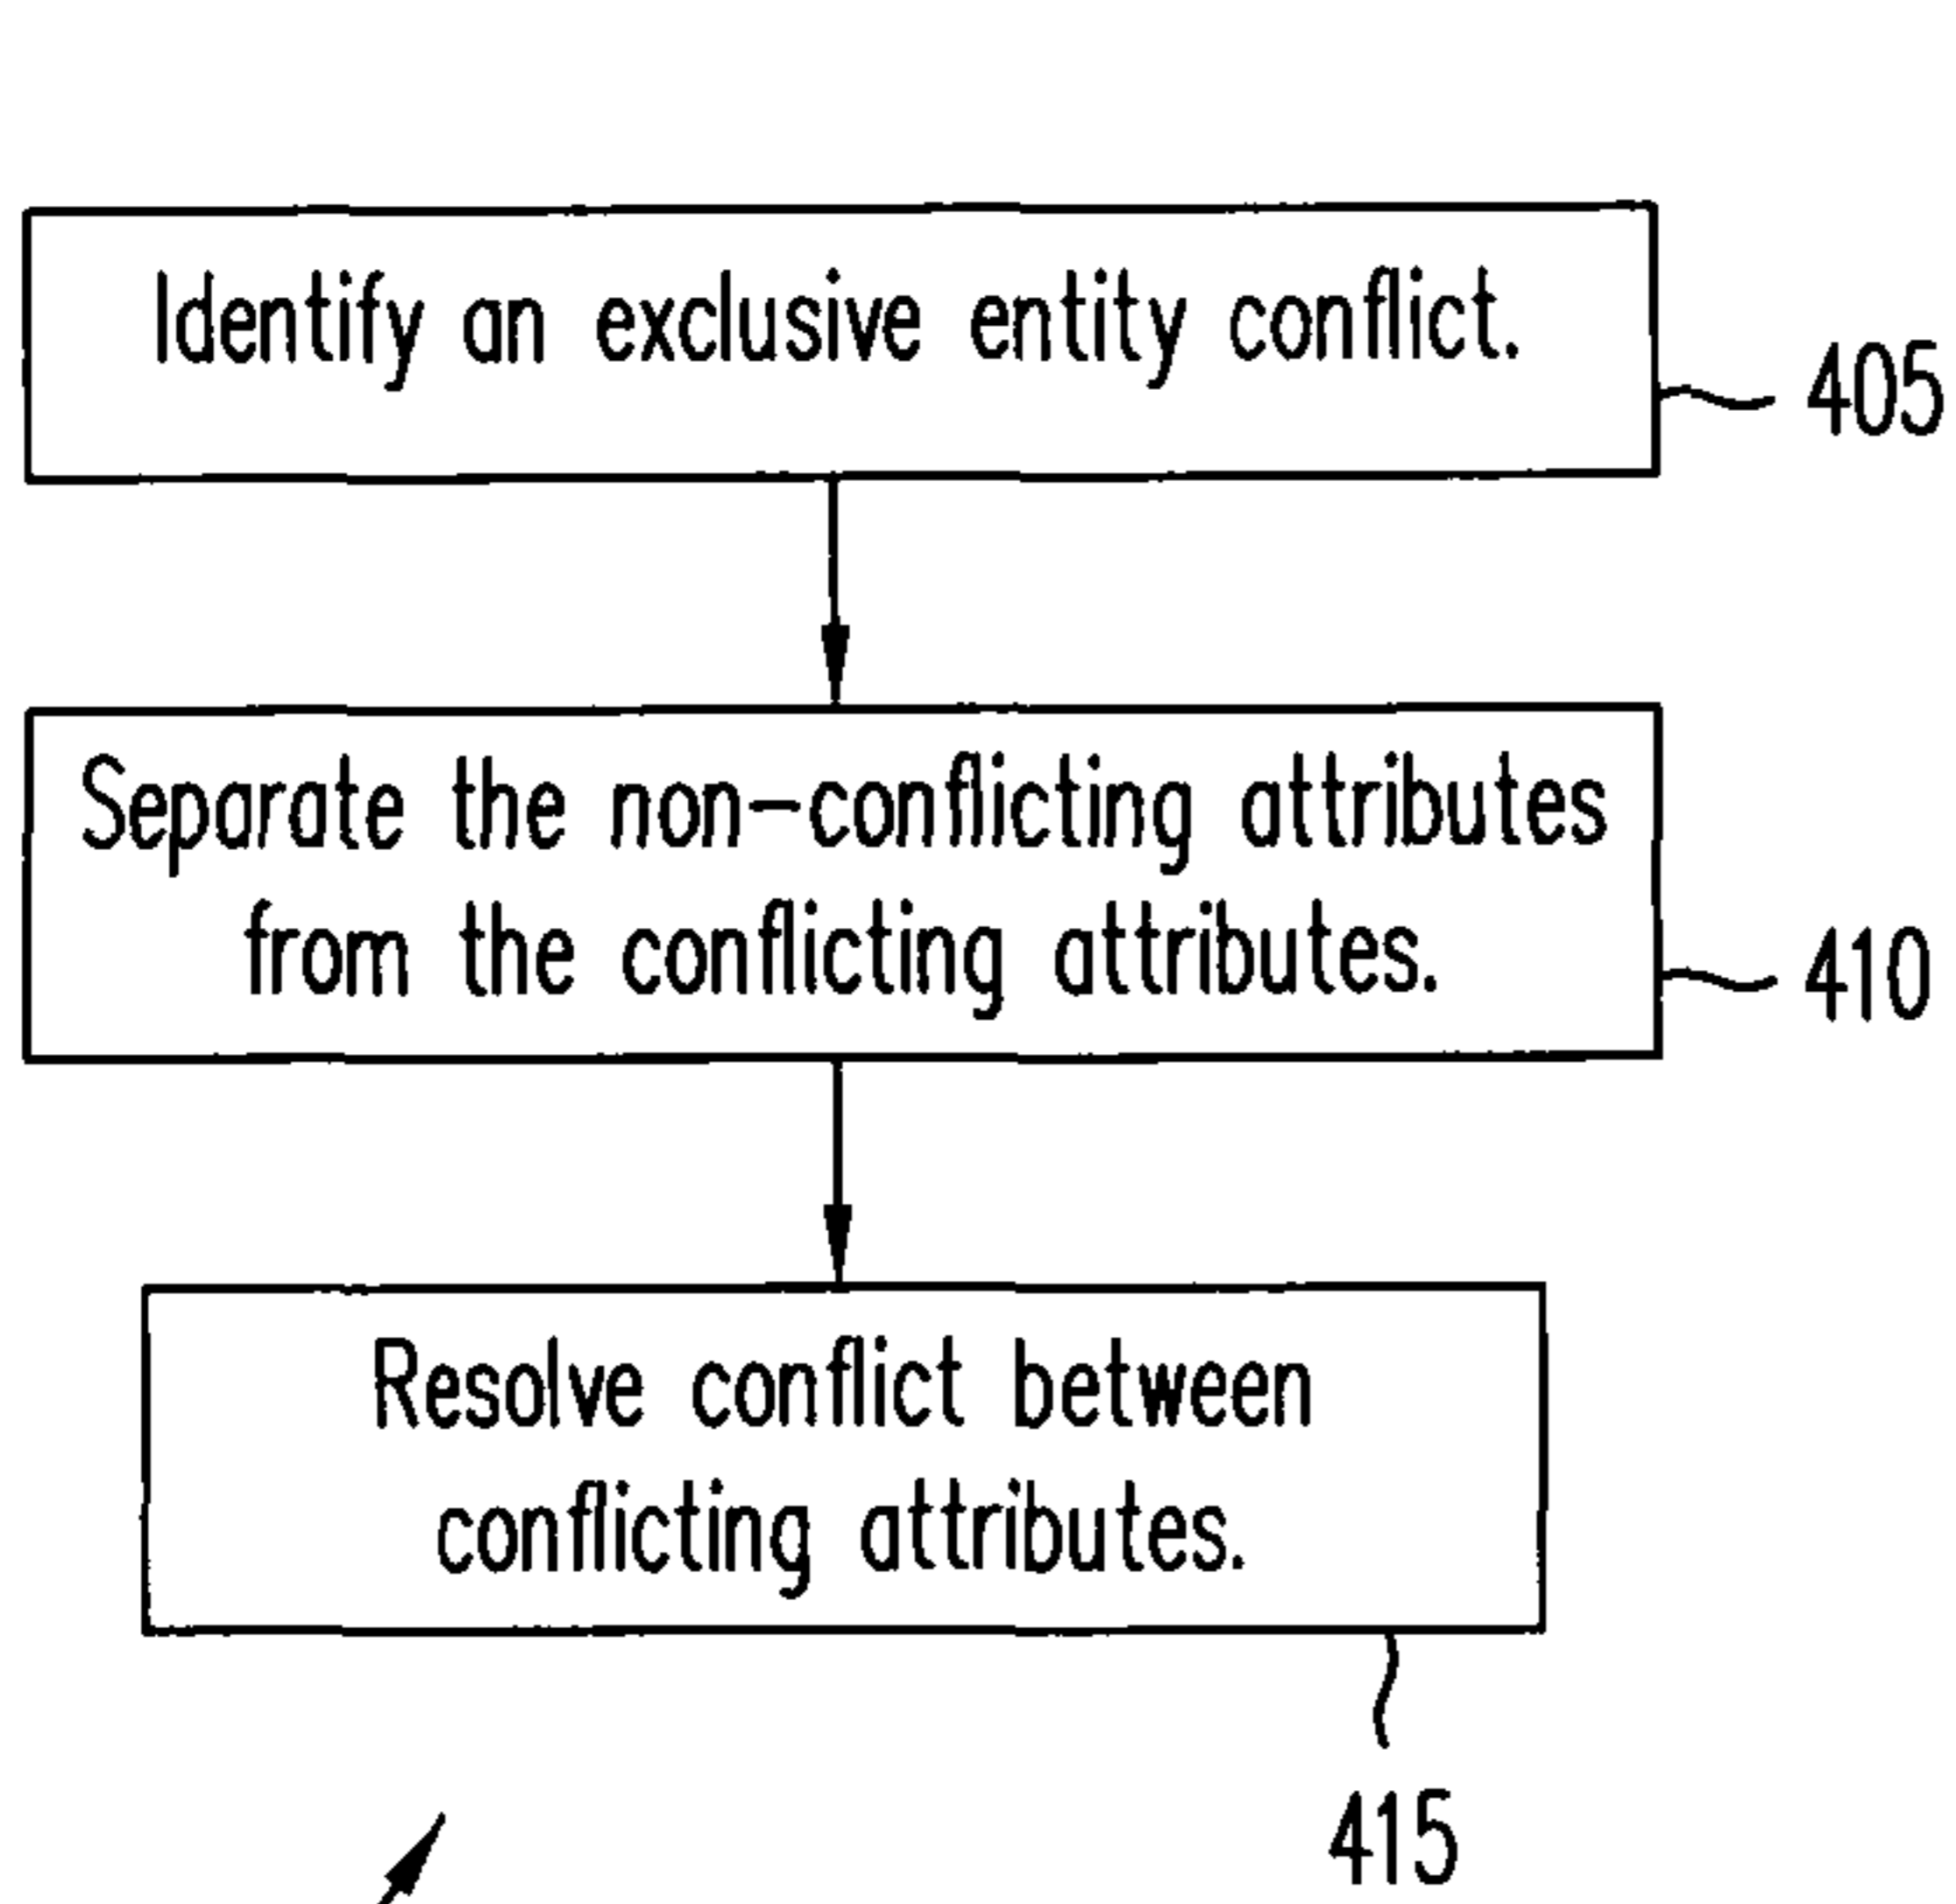 Identify an exclusive entity conflict.
405
Separate the non-conflicting attributes
from the conflicting attributes.
410
Resolve conflict between
conflicting attributes.
415